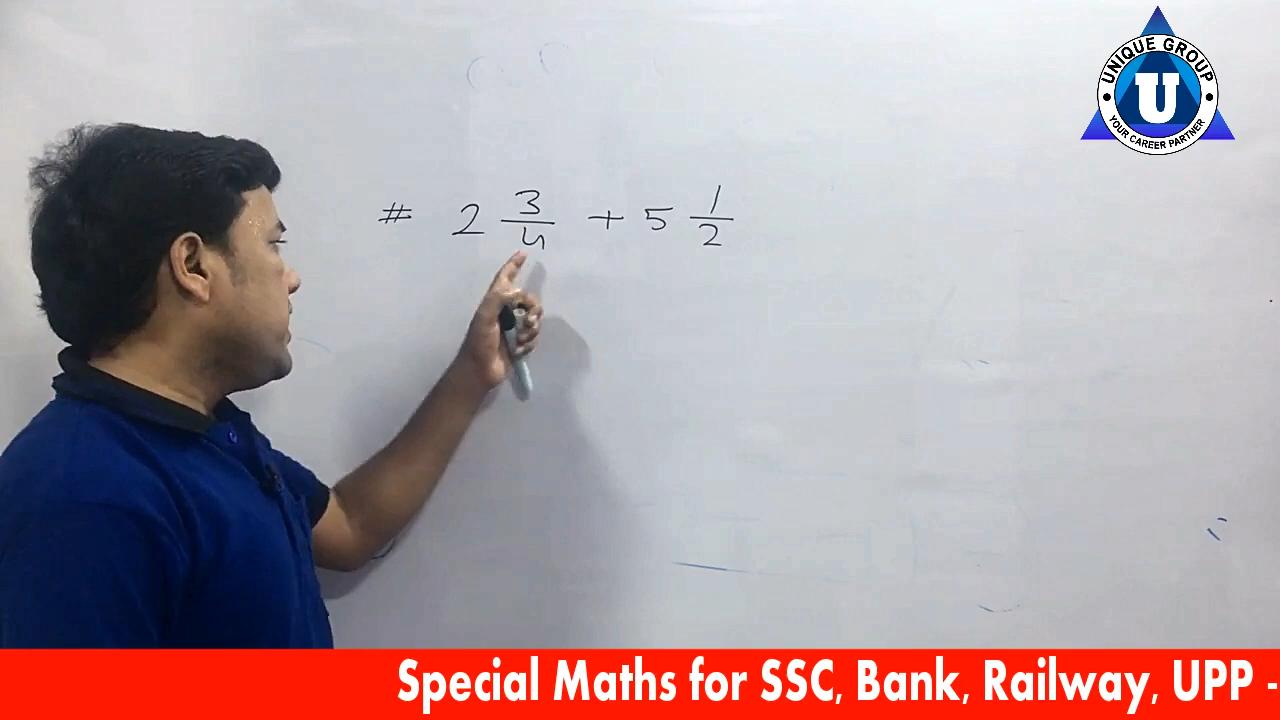 UNIQUE GROUP
U
YOUR CAREER PARTNER
# 2 3/4 + 5 1/2
Special Maths for SSC, Bank, Railway, UPP -